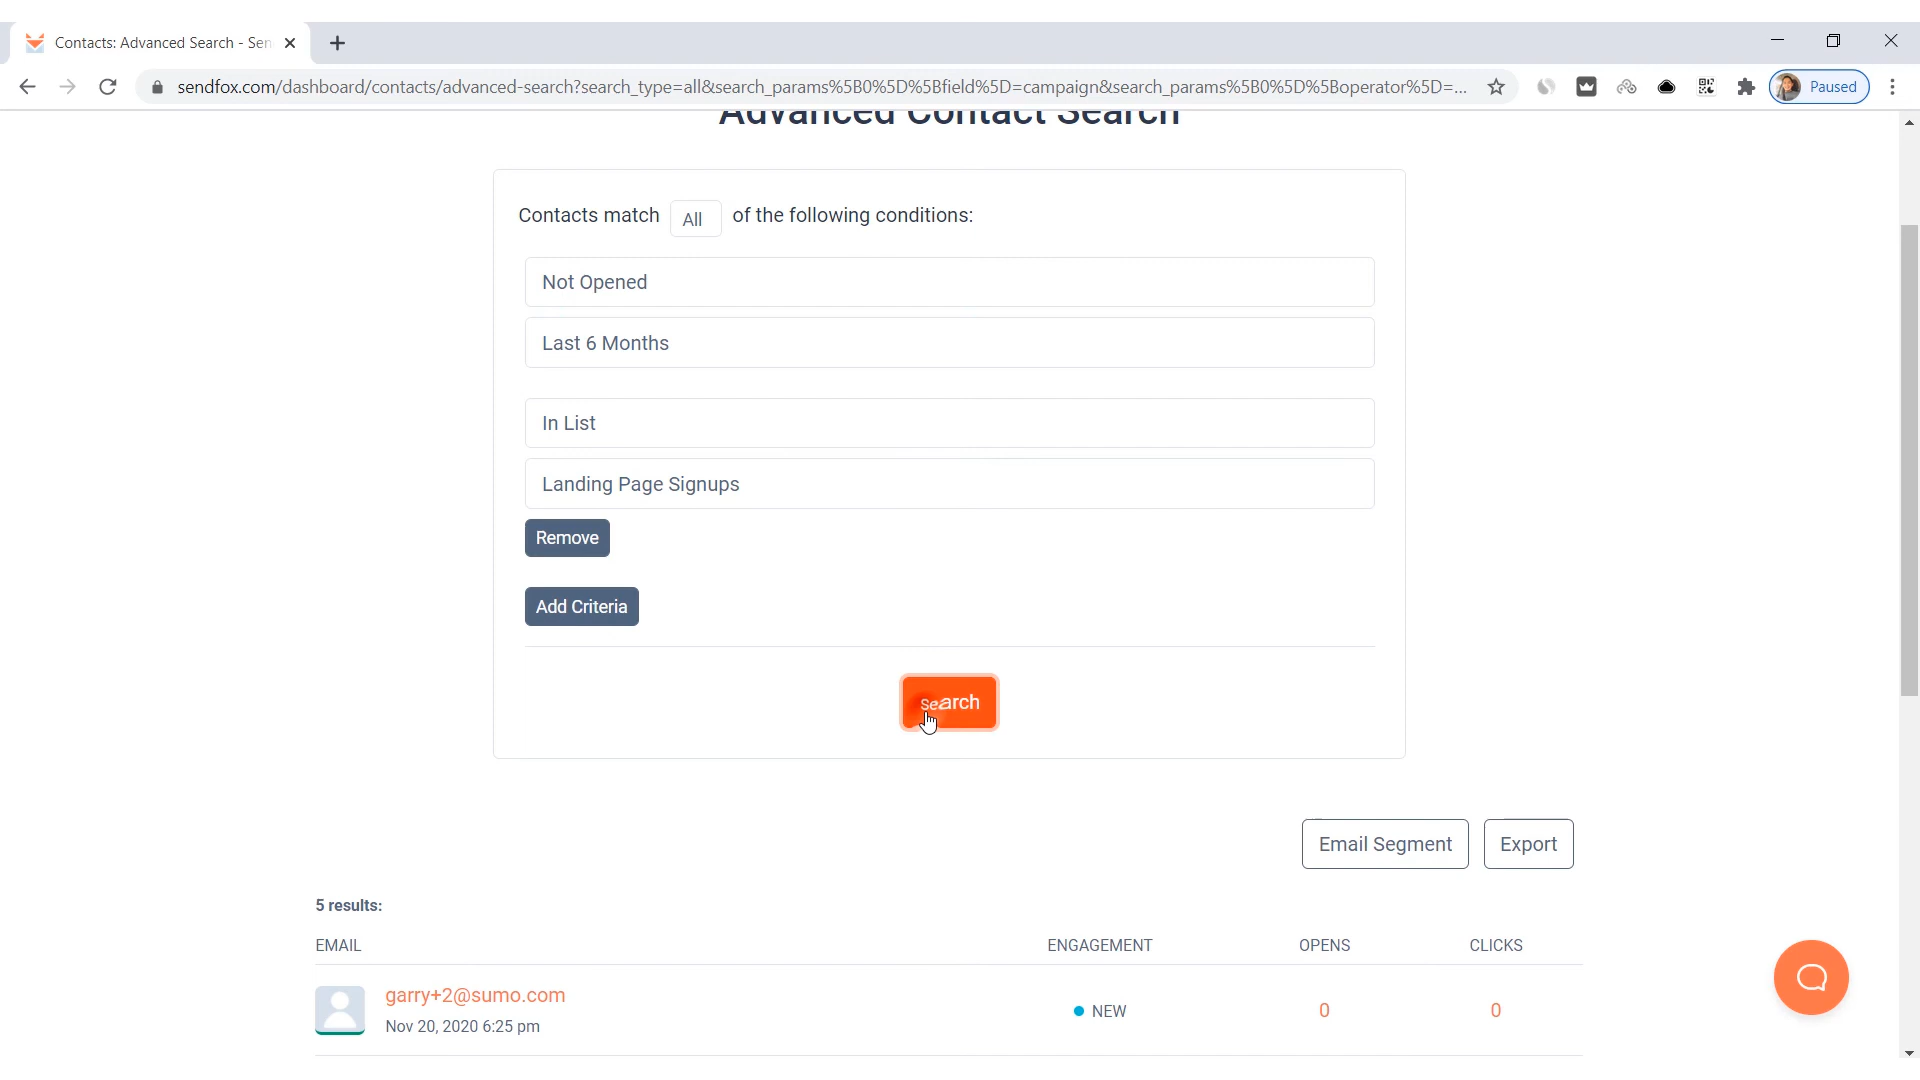 Contacts: Advanced Search - Sen
Paused
sendfox.com/dashboard/contacts/advanced-search?search_type=all&search_params%5B0%5D%5Bfield%5D=campaign&search_params%5B0%5D%5Boperator%5D=...
Advanced Contact Search
Contacts match All of the following conditions:
Not Opened
Last 6 Months
In List
Landing Page Signups
Remove
Add Criteria
Search
Email Segment Export
5 results:
EMAIL ENGAGEMENT OPENS CLICKS
garry+2@sumo.com
NEW 0 0
Nov 20, 2020 6:25 pm